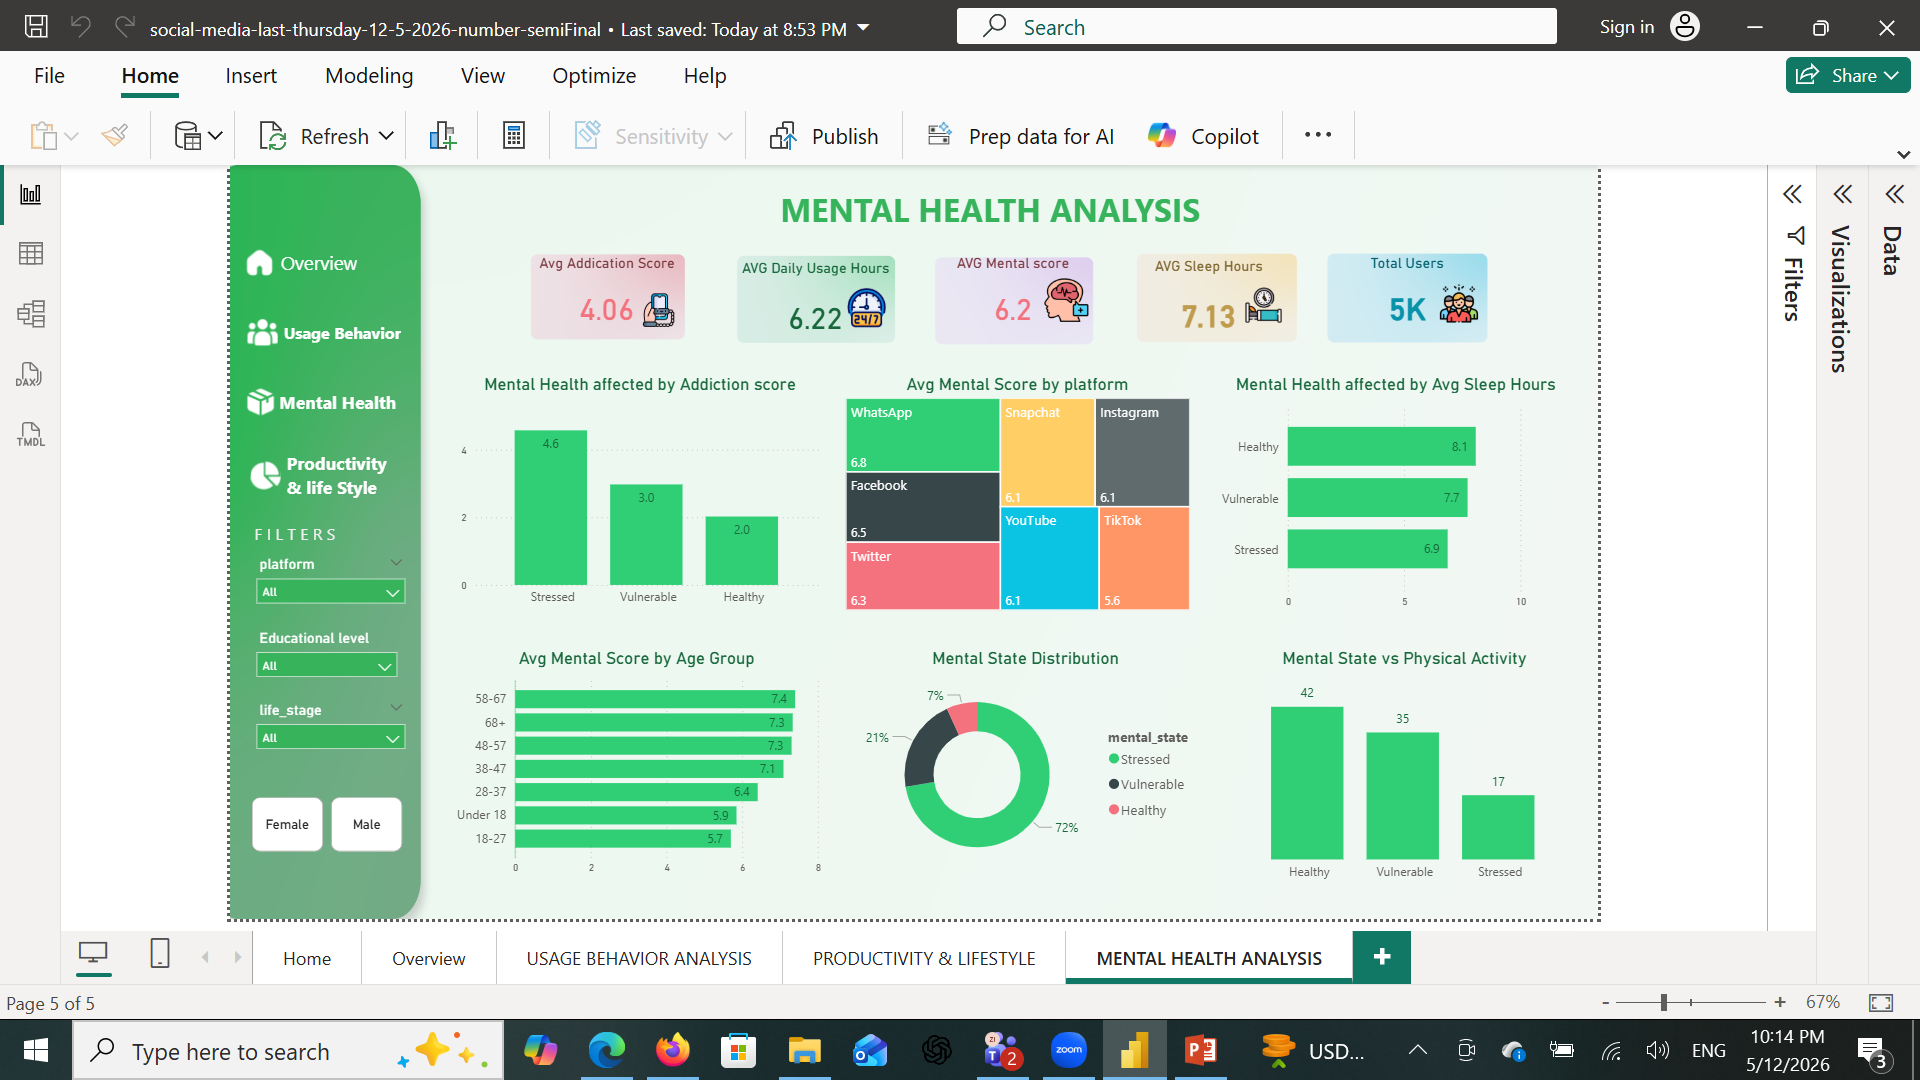 social-media-last-thursday-12-5-2026-number-semiFinal • Last saved: Today at 8:53 PM
Search
Sign in
File
Home
Insert
Modeling
View
Optimize
Help
Share
Refresh
Sensitivity
Publish
Prep data for AI
Copilot
DAX
TMDL
Overview
Usage Behavior
Mental Health
Productivity
& life Style
FILTERS
platform
All
Educational level
All
life_stage
All
Female
Male
MENTAL HEALTH ANALYSIS
Avg Addication Score
4.06
AVG Daily Usage Hours
6.22
24/7
AVG Mental score
6.2
AVG Sleep Hours
7.13
Total Users
5K
Mental Health affected by Addiction score
4
2
0
4.6
3.0
2.0
Stressed
Vulnerable
Healthy
Avg Mental Score by platform
WhatsApp
6.8
Facebook
6.5
Twitter
6.3
Snapchat
6.1
Instagram
6.1
YouTube
6.1
TikTok
5.6
Mental Health affected by Avg Sleep Hours
Healthy
8.1
Vulnerable
7.7
Stressed
6.9
0
5
10
Avg Mental Score by Age Group
58-67
7.4
68+
7.3
48-57
7.3
38-47
7.1
28-37
6.4
Under 18
5.9
18-27
5.7
0
2
4
6
8
Mental State Distribution
7%
21%
72%
mental_state
Stressed
Vulnerable
Healthy
Mental State vs Physical Activity
42
35
17
Healthy
Vulnerable
Stressed
Filters
Visualizations
Data
Home
Overview
USAGE BEHAVIOR ANALYSIS
PRODUCTIVITY & LIFESTYLE
MENTAL HEALTH ANALYSIS
Page 5 of 5
- + 67%
Type here to search
2
zoom
USD...
ENG
10:14 PM
5/12/2026
3